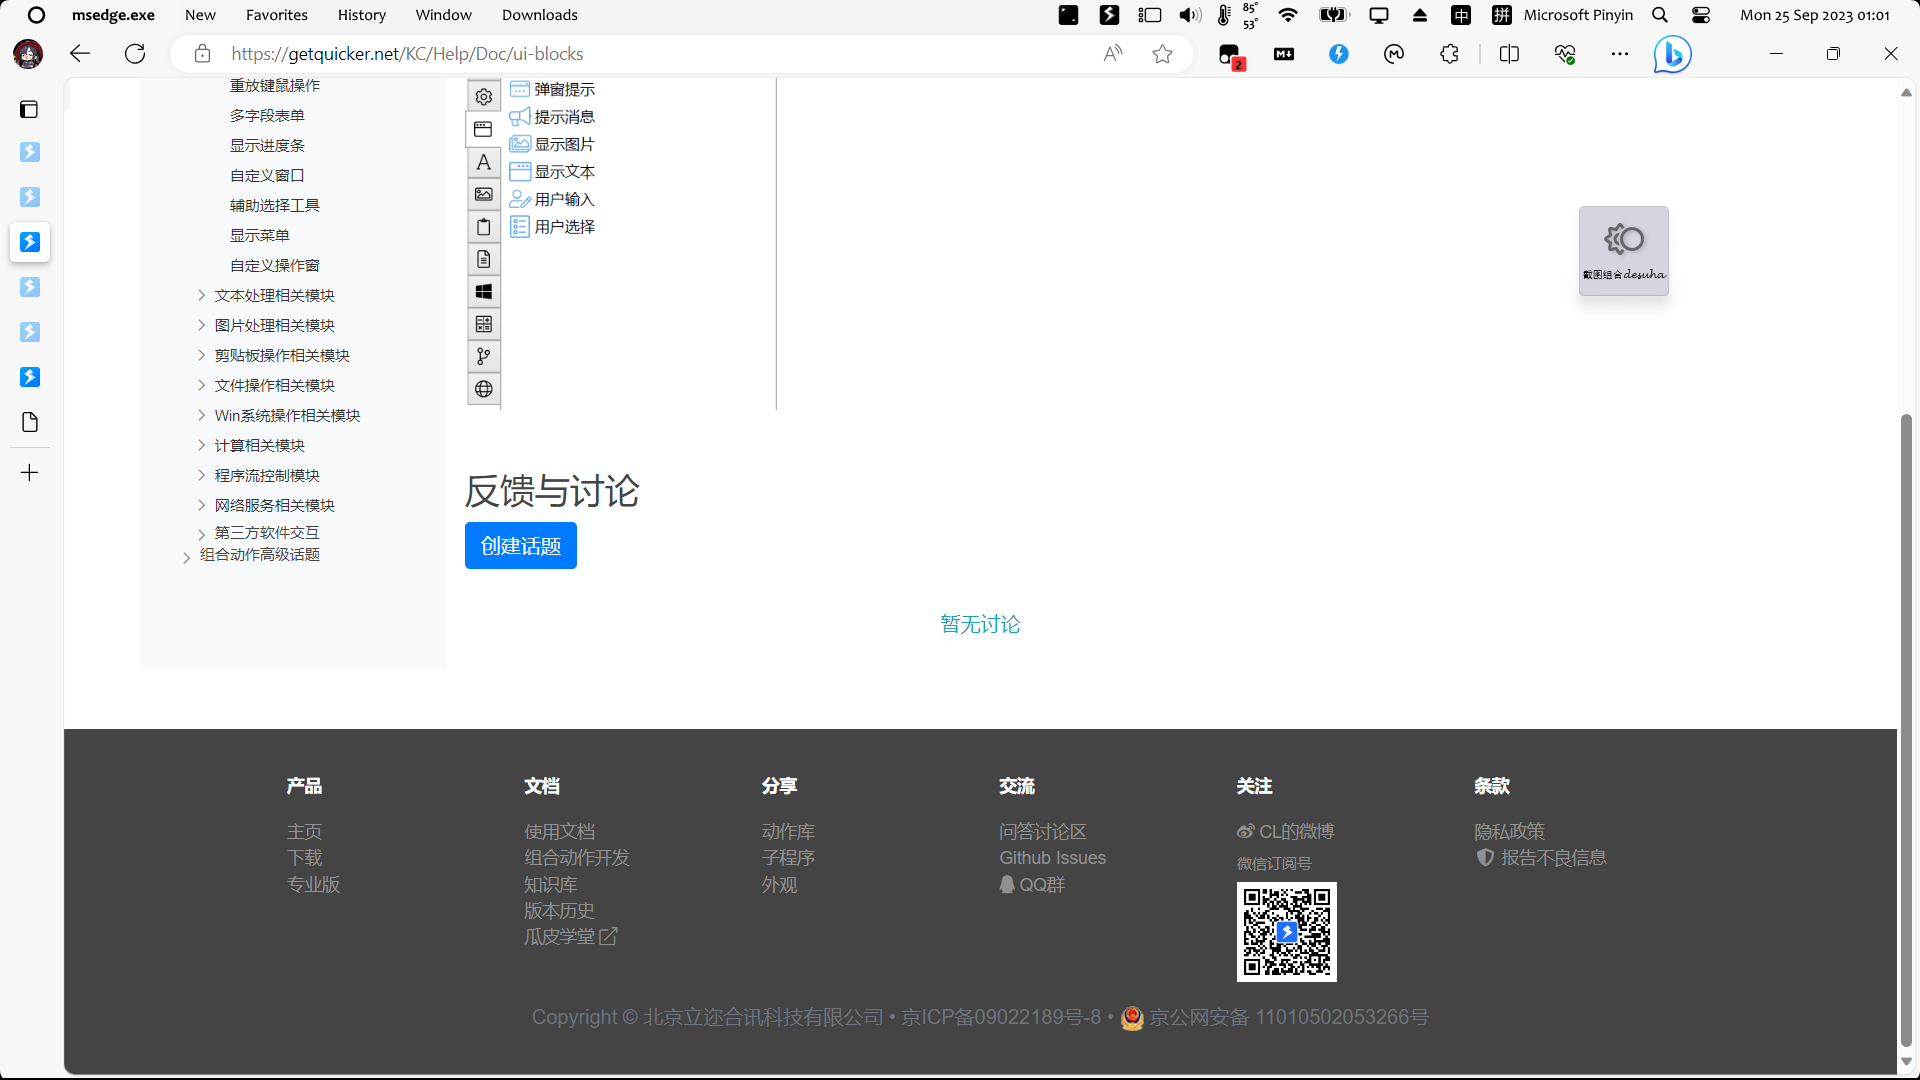 msedge.exe New Favorites History Window Downloads 85° 53° 中 拼 Microsoft Pinyin Mon 25 Sep 2023 01:01
https://getquicker.net/KC/Help/Doc/ui-blocks
2
重放键鼠操作
多字段表单
显示进度条
自定义窗口
辅助选择工具
显示菜单
自定义操作窗
文本处理相关模块
图片处理相关模块
剪贴板操作相关模块
文件操作相关模块
Win系统操作相关模块
计算相关模块
程序流控制模块
网络服务相关模块
第三方软件交互
组合动作高级话题
弹窗提示
提示消息
显示图片
显示文本
用户输入
用户选择
截图组合desuha
反馈与讨论
创建话题
暂无讨论
产品
主页
下载
专业版
文档
使用文档
组合动作开发
知识库
版本历史
瓜皮学堂
分享
动作库
子程序
外观
交流
问答讨论区
Github Issues
QQ群
关注
CL的微博
微信订阅号
条款
隐私政策
报告不良信息
Copyright © 北京立迩合讯科技有限公司 • 京ICP备09022189号-8 • 京公网安备 11010502053266号